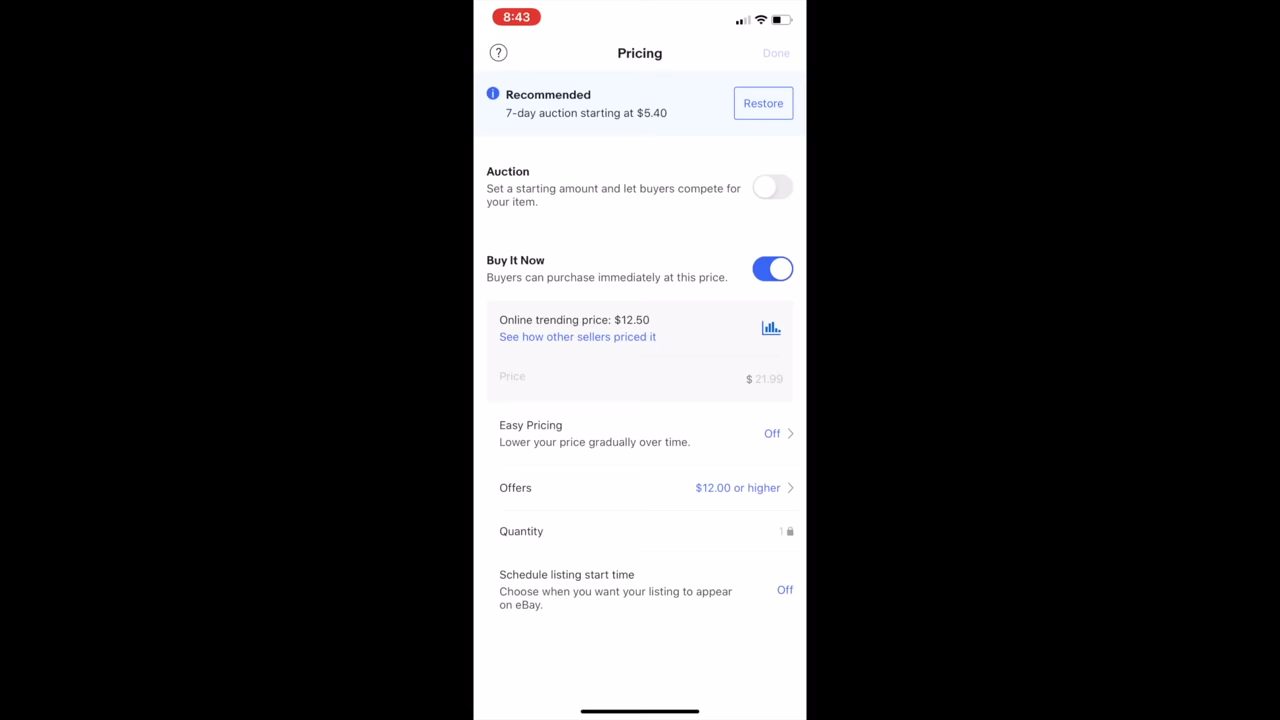 8:43
?
Pricing
Done
Recommended
7-day auction starting at $5.40
Restore
Auction
Set a starting amount and let buyers compete for
your item.
Buy It Now
Buyers can purchase immediately at this price.
Online trending price: $12.50
See how other sellers priced it
Price
$ 21.99
Easy Pricing
Lower your price gradually over time.
Off
Offers
$12.00 or higher
Quantity
1
Schedule listing start time
Choose when you want your listing to appear
on eBay.
Off